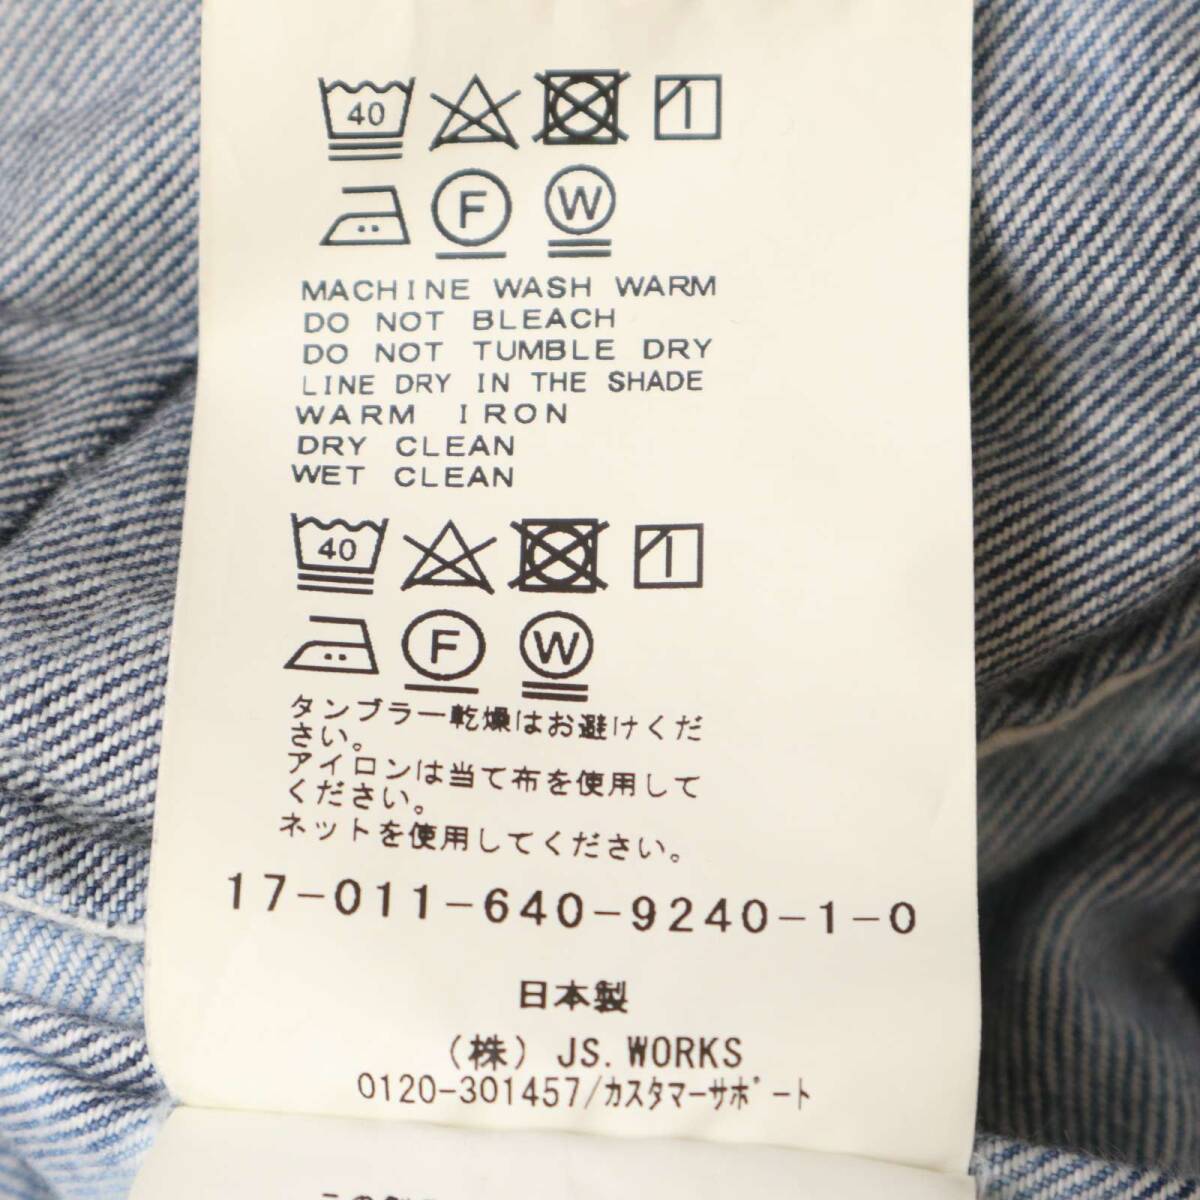 40
F W
MACHINE WASH WARM
DO NOT BLEACH
DO NOT TUMBLE DRY
LINE DRY IN THE SHADE
WARM IRON
DRY CLEAN
WET CLEAN
40
F W
タンブラー乾燥はお避けくだ
さい。
アイロンは当て布を使用して
ください。
ネットを使用してください。
17-011-640-9240-1-0
日本製
(株) JS.WORKS
0120-301457/カスタマーサポート